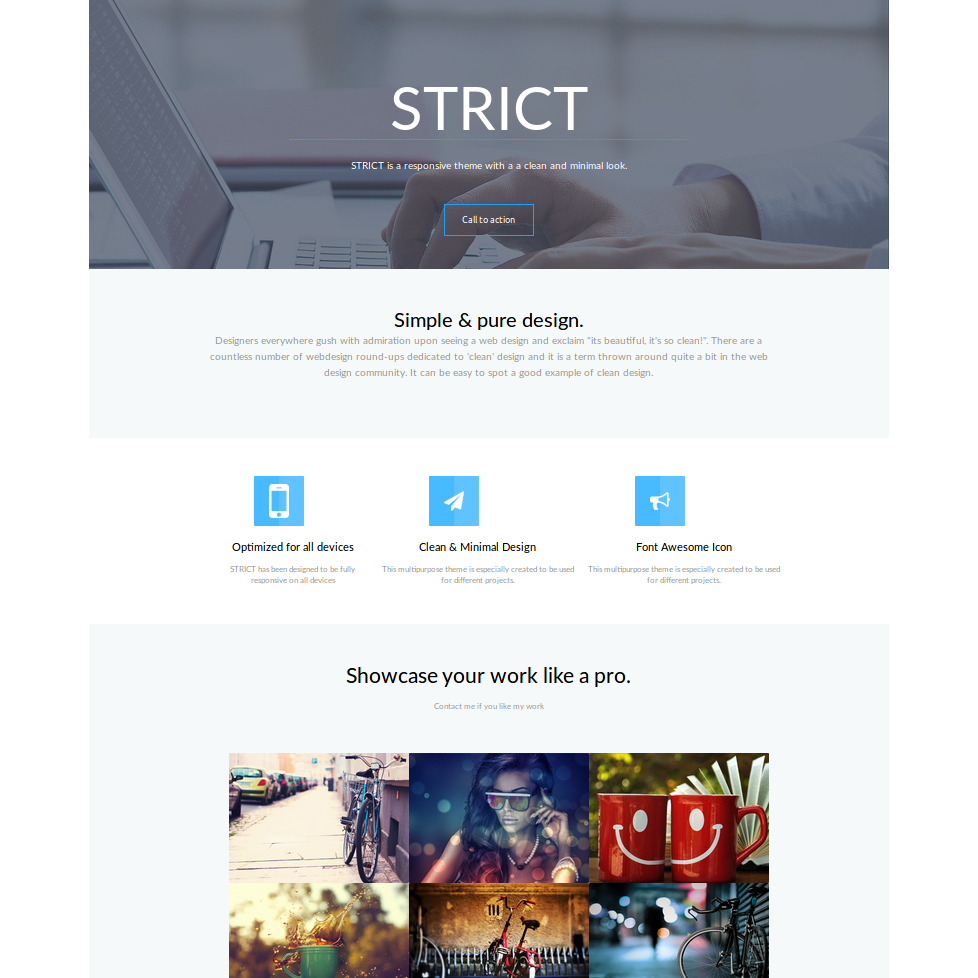 STRICT
STRICT is a responsive theme with a a clean and minimal look.
Call to action
Simple & pure design.
Designers everywhere gush with admiration upon seeing a web design and exclaim "its beautiful, it's so clean!". There are a
countless number of webdesign round-ups dedicated to 'clean' design and it is a term thrown around quite a bit in the web
design community. It can be easy to spot a good example of clean design.
Optimized for all devices
STRICT has been designed to be fully
responsive on all devices
Clean & Minimal Design
This multipurpose theme is especially created to be used
for different projects.
Font Awesome Icon
This multipurpose theme is especially created to be used
for different projects.
Showcase your work like a pro.
Contact me if you like my work